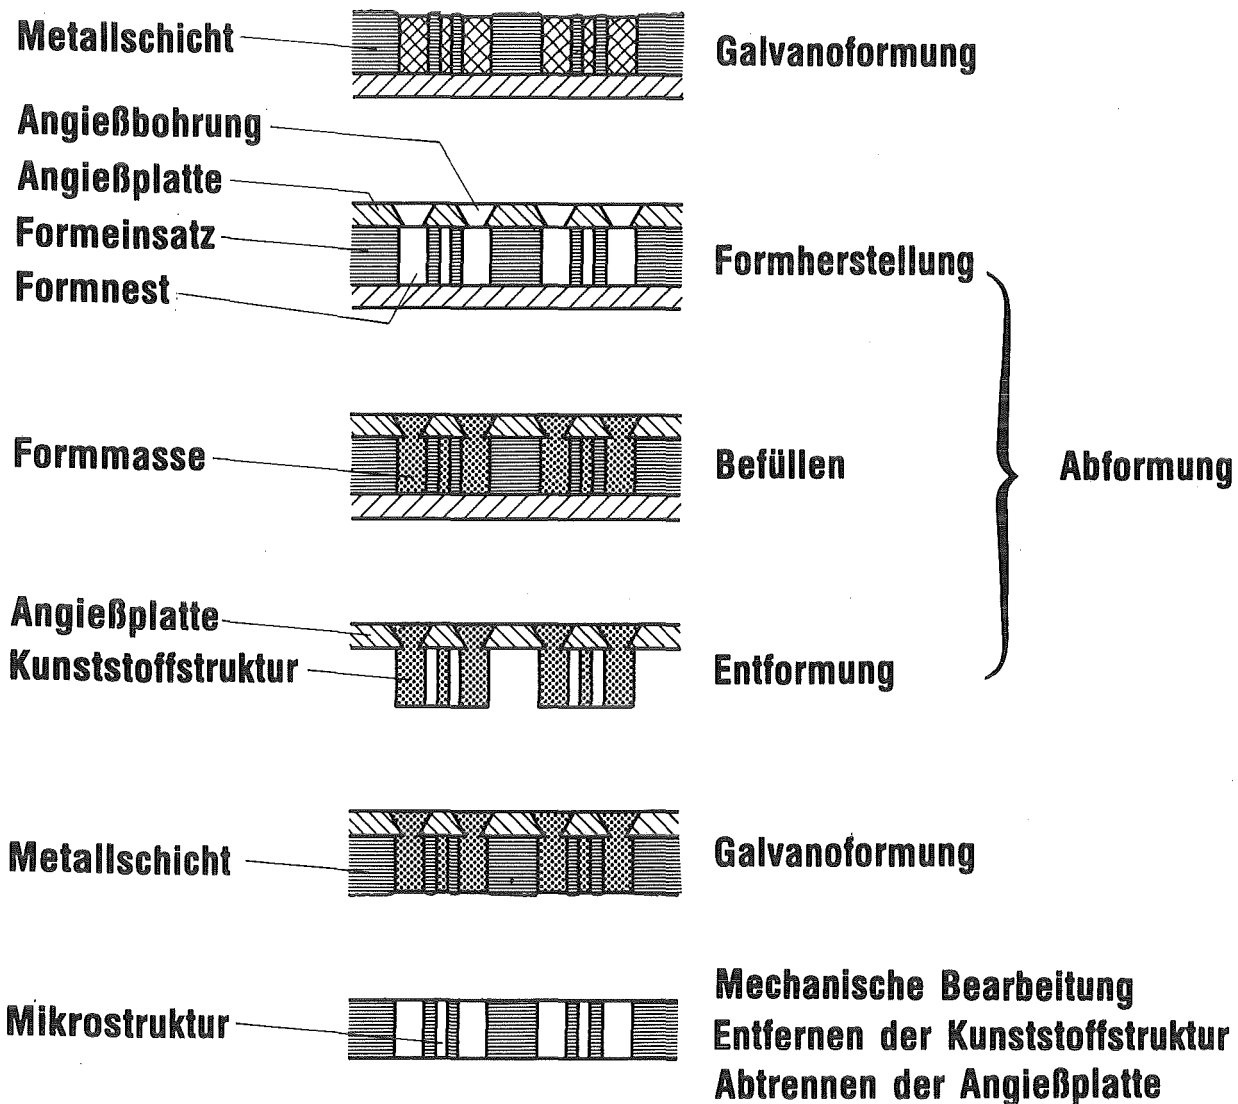 Metallschicht
Galvanoformung
Angießbohrung
Angießplatte
Formeinsatz
Formnest
Formherstellung
Formmasse
Befüllen
Abformung
Angießplatte
Kunststoffstruktur
Entformung
Metallschicht
Galvanoformung
Mikrostruktur
Mechanische Bearbeitung
Entfernen der Kunststoffstruktur
Abtrennen der Angießplatte